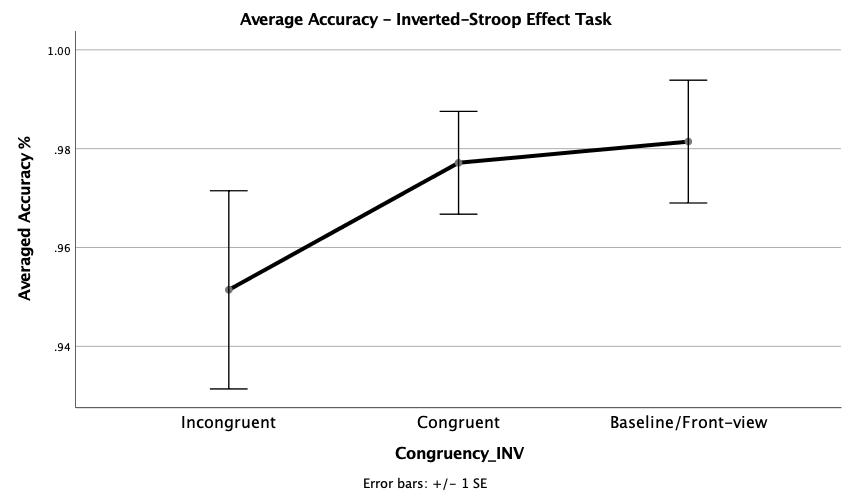 Average Accuracy - Inverted-Stroop Effect Task
1.00
.98
.96
.94
Averaged Accuracy %
Incongruent Congruent Baseline/Front-view
Congruency_INV
Error bars: +/- 1 SE